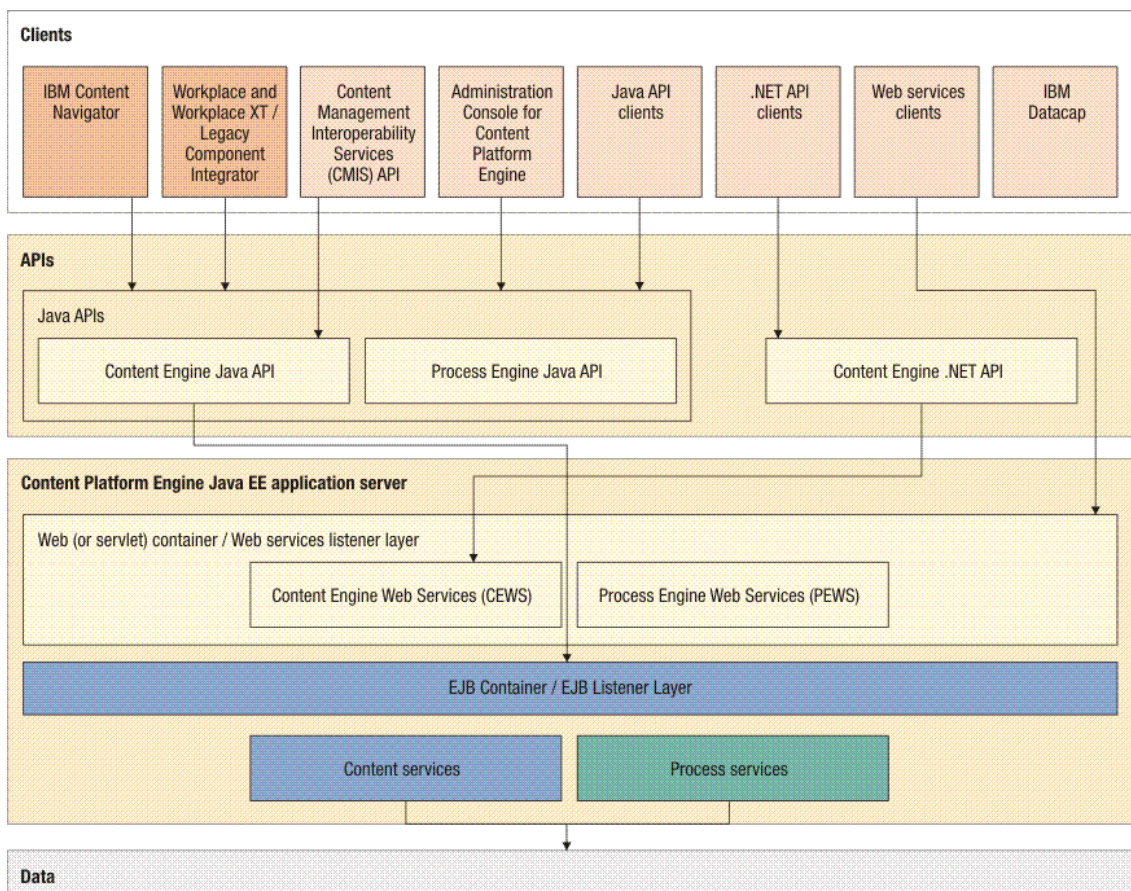 Clients
IBM Content
Navigator
Workplace and
Workplace XT /
Legacy
Component
Integrator
Content
Management
Interoperability
Services
(CMIS) API
Administration
Console for
Content
Platform
Engine
Java API
clients
.NET API
clients
Web services
clients
IBM
Datacap
APIs
Java APIs
Content Engine Java API
Process Engine Java API
Content Engine .NET API
Content Platform Engine Java EE application server
Web (or servlet) container / Web services listener layer
Content Engine Web Services (CEWS)
Process Engine Web Services (PEWS)
EJB Container / EJB Listener Layer
Content services
Process services
Data